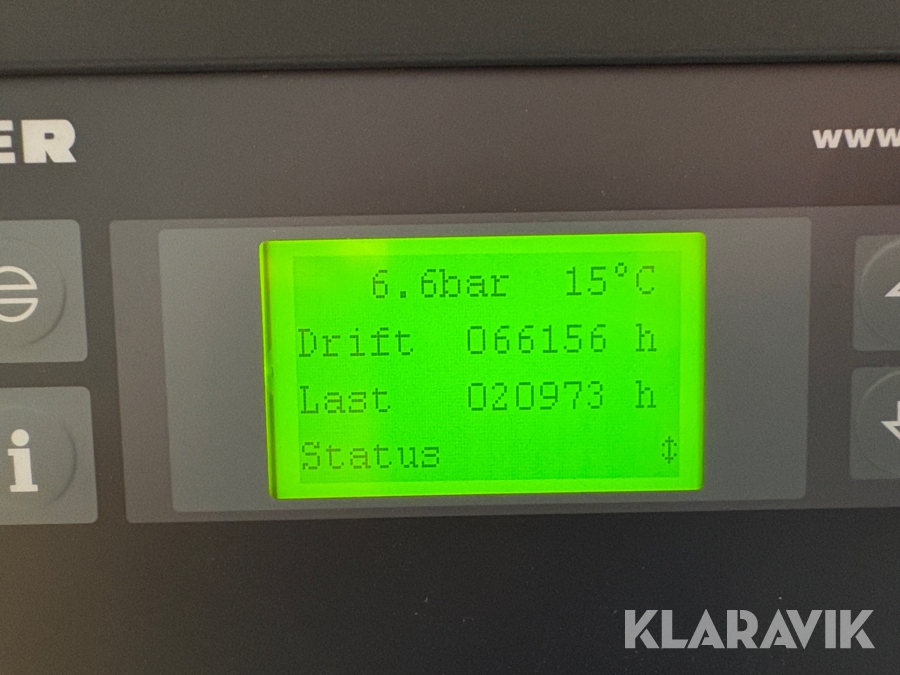 ER
www
6.6bar 15°C
Drift 066156 h
Last 020973 h
Status
i
KLARAVIK